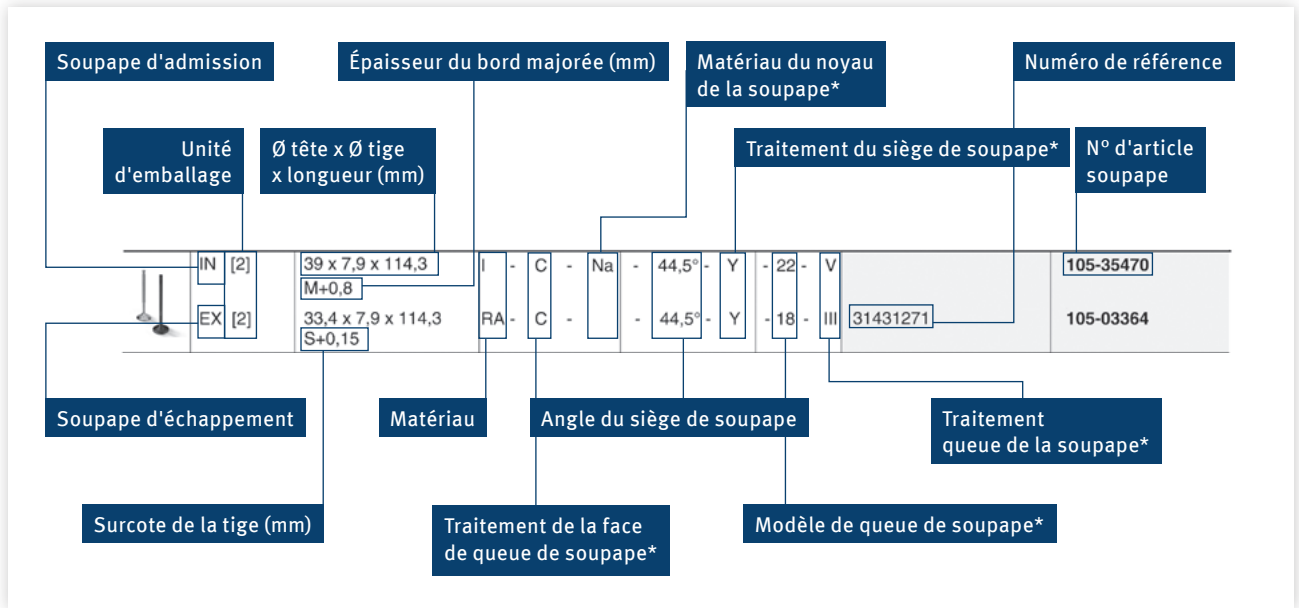 Soupape d'admission
Épaisseur du bord majorée (mm)
Matériau du noyau
de la soupape*
Numéro de référence
Unité
d'emballage
Ø tête x Ø tige
x longueur (mm)
Traitement du siège de soupape*
N° d'article
soupape
IN [2] 39 x 7,9 x 114,3 I - C - Na - 44,5° - Y - 22 - V 105-35470
M+0,8
EX [2] 33,4 x 7,9 x 114,3 RA - C - - 44,5° - Y - 18 - III 31431271 105-03364
S+0,15
Soupape d'échappement
Matériau
Angle du siège de soupape
Traitement
queue de la soupape*
Surcote de la tige (mm)
Traitement de la face
de queue de soupape*
Modèle de queue de soupape*